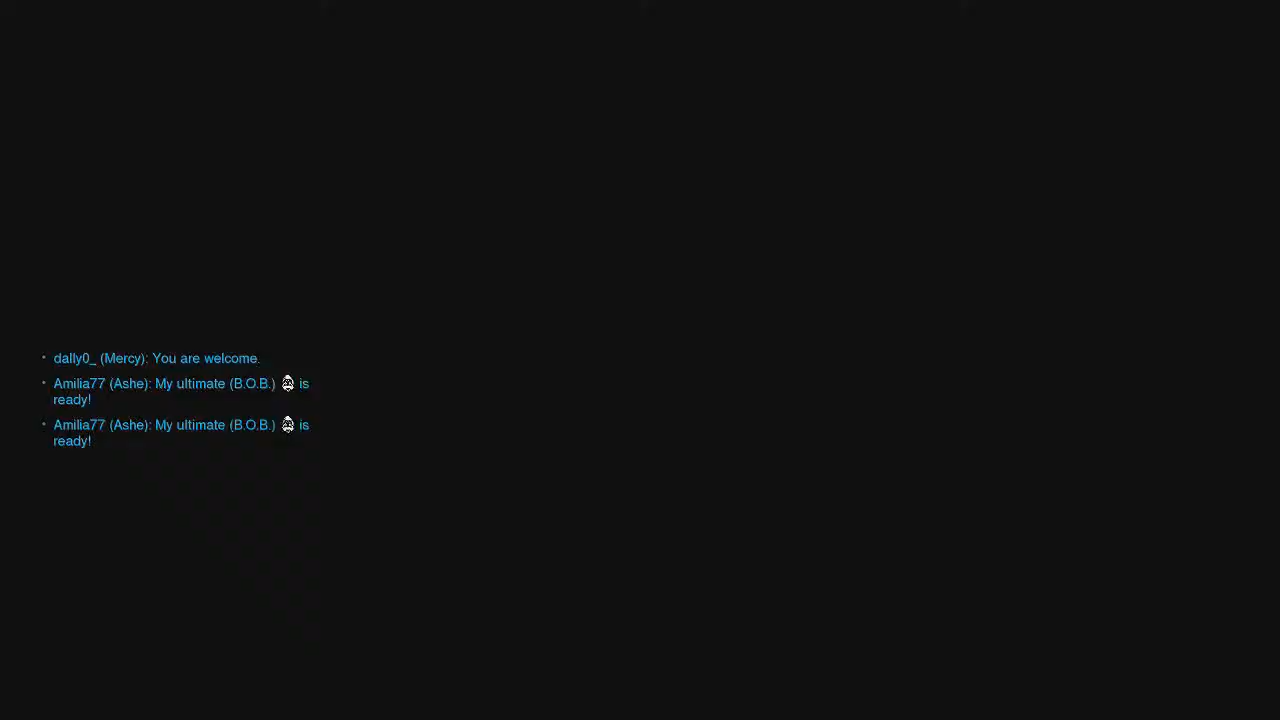 dally0_ (Mercy): You are welcome.
Amilia77 (Ashe): My ultimate (B.O.B.) is
ready!
Amilia77 (Ashe): My ultimate (B.O.B.) is
ready!